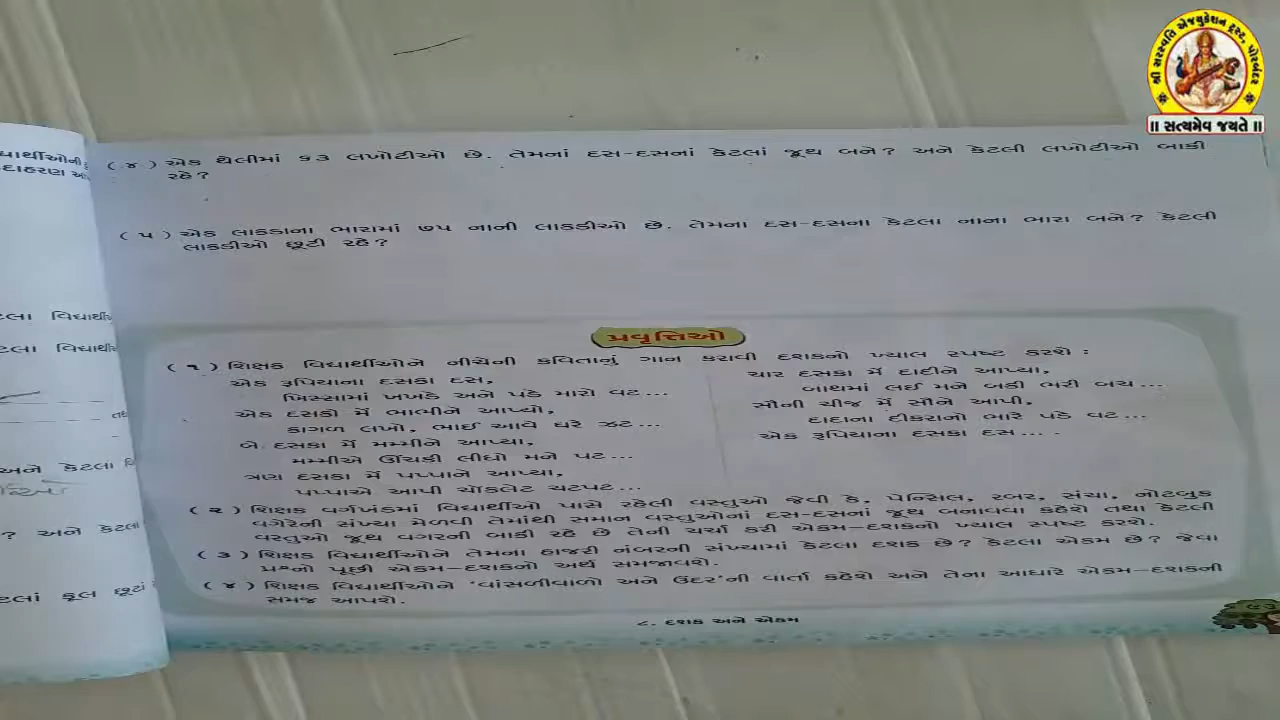 શ્રી સરસ્વતિ એજ્યુકેશન ટ્રસ્ટ, પોરબંદર
|| સત્યમેવ જયતે ||
( ૪ ) એક થેલીમાં ૬૩ લખોટીઓ છે. તેમનાં દસ-દસનાં કેટલાં જૂથ બને ? અને કેટલી લખોટીઓ બાકી
રહે ?
( ૫ ) એક લાકડાના ભારામાં ૭૫ નાની લાકડીઓ છે. તેમના દસ-દસના કેટલા નાના ભારા બને ? કેટલી
લાકડીઓ છૂટી રહે ?
પ્રવૃત્તિઓ
( ૧ ) શિક્ષક વિદ્યાર્થીઓને નીચેની કવિતાનું ગાન કરાવી દશકનો ખ્યાલ સ્પષ્ટ કરશે :
એક રૂપિયાના દસકા દસ,
ખિસ્સામાં ખખડે અને પડે મારો વટ...
એક દસકો મેં ભાભીને આપ્યો,
કાગળ લખો, ભાઈ આવે ઘરે ઝટ...
બે દસકા મેં મમ્મીને આપ્યા,
મમ્મીએ ઊંચકી લીધો મને પટ...
ત્રણ દસકા મેં પપ્પાને આપ્યા,
પપ્પાએ આપી ચૉકલેટ ચટપટ...
ચાર દસકા મેં દાદીને આપ્યા,
બાથમાં લઈ મને બકી ભરી બચ...
સૌની ચીજ મેં સૌને આપી,
દાદાના દીકરાનો ભારે પડે વટ...
એક રૂપિયાના દસકા દસ....
( ૨ ) શિક્ષક વર્ગખંડમાં વિદ્યાર્થીઓ પાસે રહેલી વસ્તુઓ જેવી કે, પેન્સિલ, રબર, સંચા, નોટબુક
વગેરેની સંખ્યા મેળવી તેમાંથી સમાન વસ્તુઓનાં દસ-દસનાં જૂથ બનાવવા કહેશે તથા કેટલી
વસ્તુઓ જૂથ વગરની બાકી રહે છે તેની ચર્ચા કરી એકમ-દશકનો ખ્યાલ સ્પષ્ટ કરશે.
( ૩ ) શિક્ષક વિદ્યાર્થીઓને તેમના હાજરી નંબરની સંખ્યામાં કેટલા દશક છે ? કેટલા એકમ છે ? જેવા
પ્રશ્નો પૂછી એકમ-દશકનો અર્થ સમજાવશે.
( ૪ ) શિક્ષક વિદ્યાર્થીઓને 'વાંસળીવાળો અને ઉંદર'ની વાર્તા કહેશે અને તેના આધારે એકમ-દશકની
સમજ આપશે.
૮. દશક અને એકમ